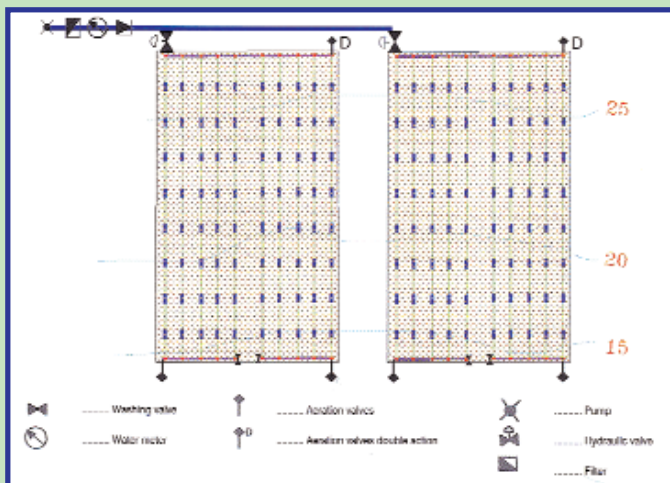 D D
25
20
15
Washing valve
Aeration valves
Pump
Water meter
D
Aeration valves double action
Hydraulic valve
Filter